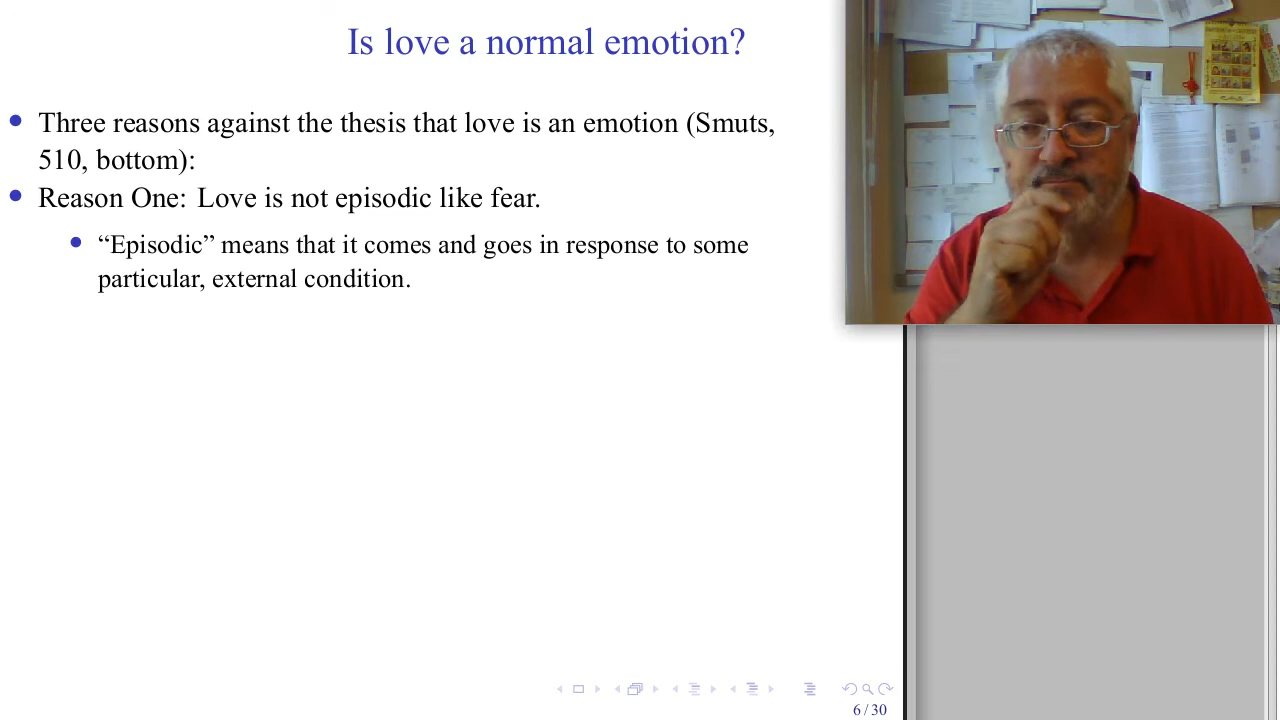 Is love a normal emotion?
Three reasons against the thesis that love is an emotion (Smuts,
510, bottom):
Reason One: Love is not episodic like fear.
“Episodic” means that it comes and goes in response to some
particular, external condition.
6 / 30